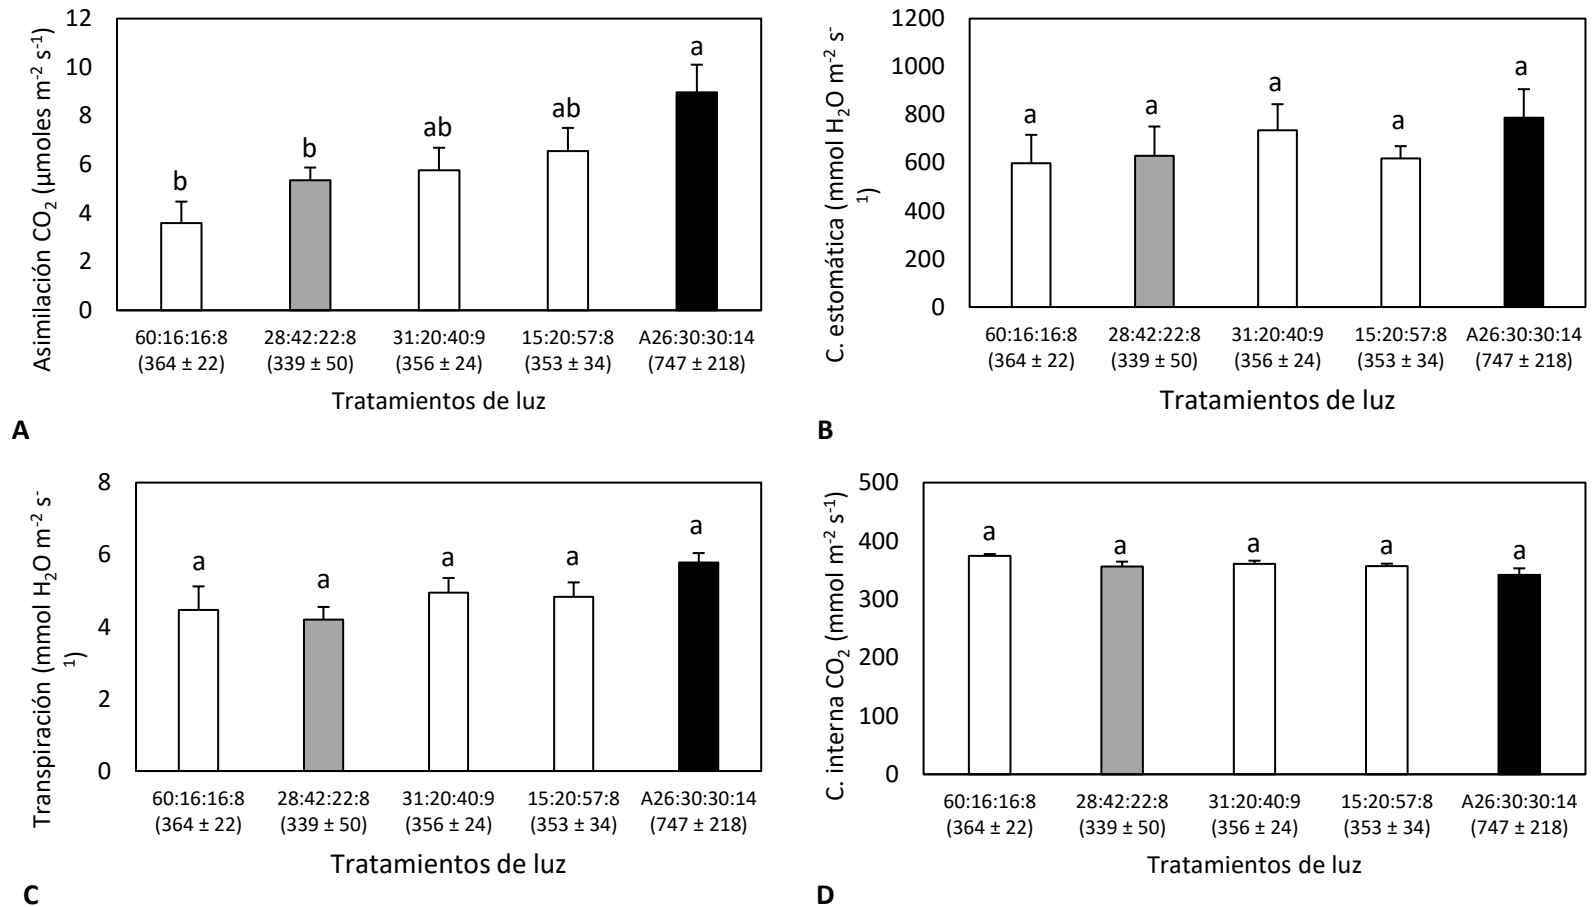 Asimilación CO2 (µmoles m-2 s-1)
12
10
8
6
4
2
0
b
b
ab
ab
a
60:16:16:8
(364 ± 22)
28:42:22:8
(339 ± 50)
31:20:40:9
(356 ± 24)
15:20:57:8
(353 ± 34)
A26:30:30:14
(747 ± 218)
Tratamientos de luz
A
C. estomática (mmol H2O m-2 s-
1)
1200
1000
800
600
400
200
0
a
a
a
a
a
60:16:16:8
(364 ± 22)
28:42:22:8
(339 ± 50)
31:20:40:9
(356 ± 24)
15:20:57:8
(353 ± 34)
A26:30:30:14
(747 ± 218)
Tratamientos de luz
B
Transpiración (mmol H2O m-2 s-
1)
8
6
4
2
0
a
a
a
a
a
60:16:16:8
(364 ± 22)
28:42:22:8
(339 ± 50)
31:20:40:9
(356 ± 24)
15:20:57:8
(353 ± 34)
A26:30:30:14
(747 ± 218)
Tratamientos de luz
C
C. interna CO2 (mmol m-2 s-1)
500
400
300
200
100
0
a
a
a
a
a
60:16:16:8
(364 ± 22)
28:42:22:8
(339 ± 50)
31:20:40:9
(356 ± 24)
15:20:57:8
(353 ± 34)
A26:30:30:14
(747 ± 218)
Tratamientos de luz
D